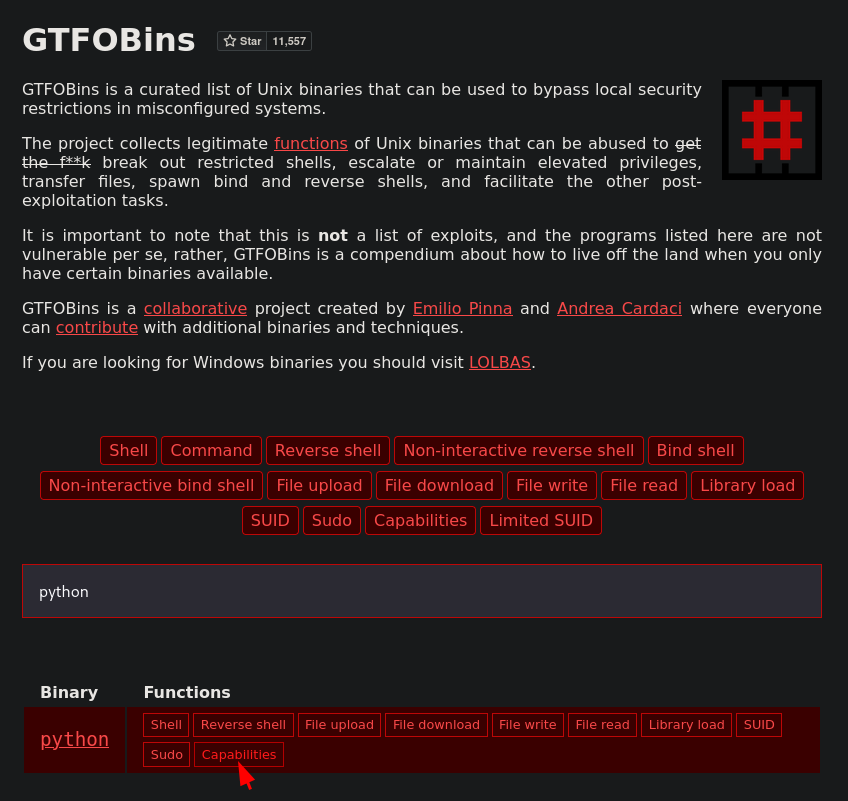 GTFOBins
Star 11,557
GTFOBins is a curated list of Unix binaries that can be used to bypass local security
restrictions in misconfigured systems.
The project collects legitimate functions of Unix binaries that can be abused to get
the f**k break out restricted shells, escalate or maintain elevated privileges,
transfer files, spawn bind and reverse shells, and facilitate the other post-
exploitation tasks.
It is important to note that this is not a list of exploits, and the programs listed here are not
vulnerable per se, rather, GTFOBins is a compendium about how to live off the land when you only
have certain binaries available.
GTFOBins is a collaborative project created by Emilio Pinna and Andrea Cardaci where everyone
can contribute with additional binaries and techniques.
If you are looking for Windows binaries you should visit LOLBAS.
Shell Command Reverse shell Non-interactive reverse shell Bind shell
Non-interactive bind shell File upload File download File write File read Library load
SUID Sudo Capabilities Limited SUID
python
Binary Functions
python Shell Reverse shell File upload File download File write File read Library load SUID
Sudo Capabilities